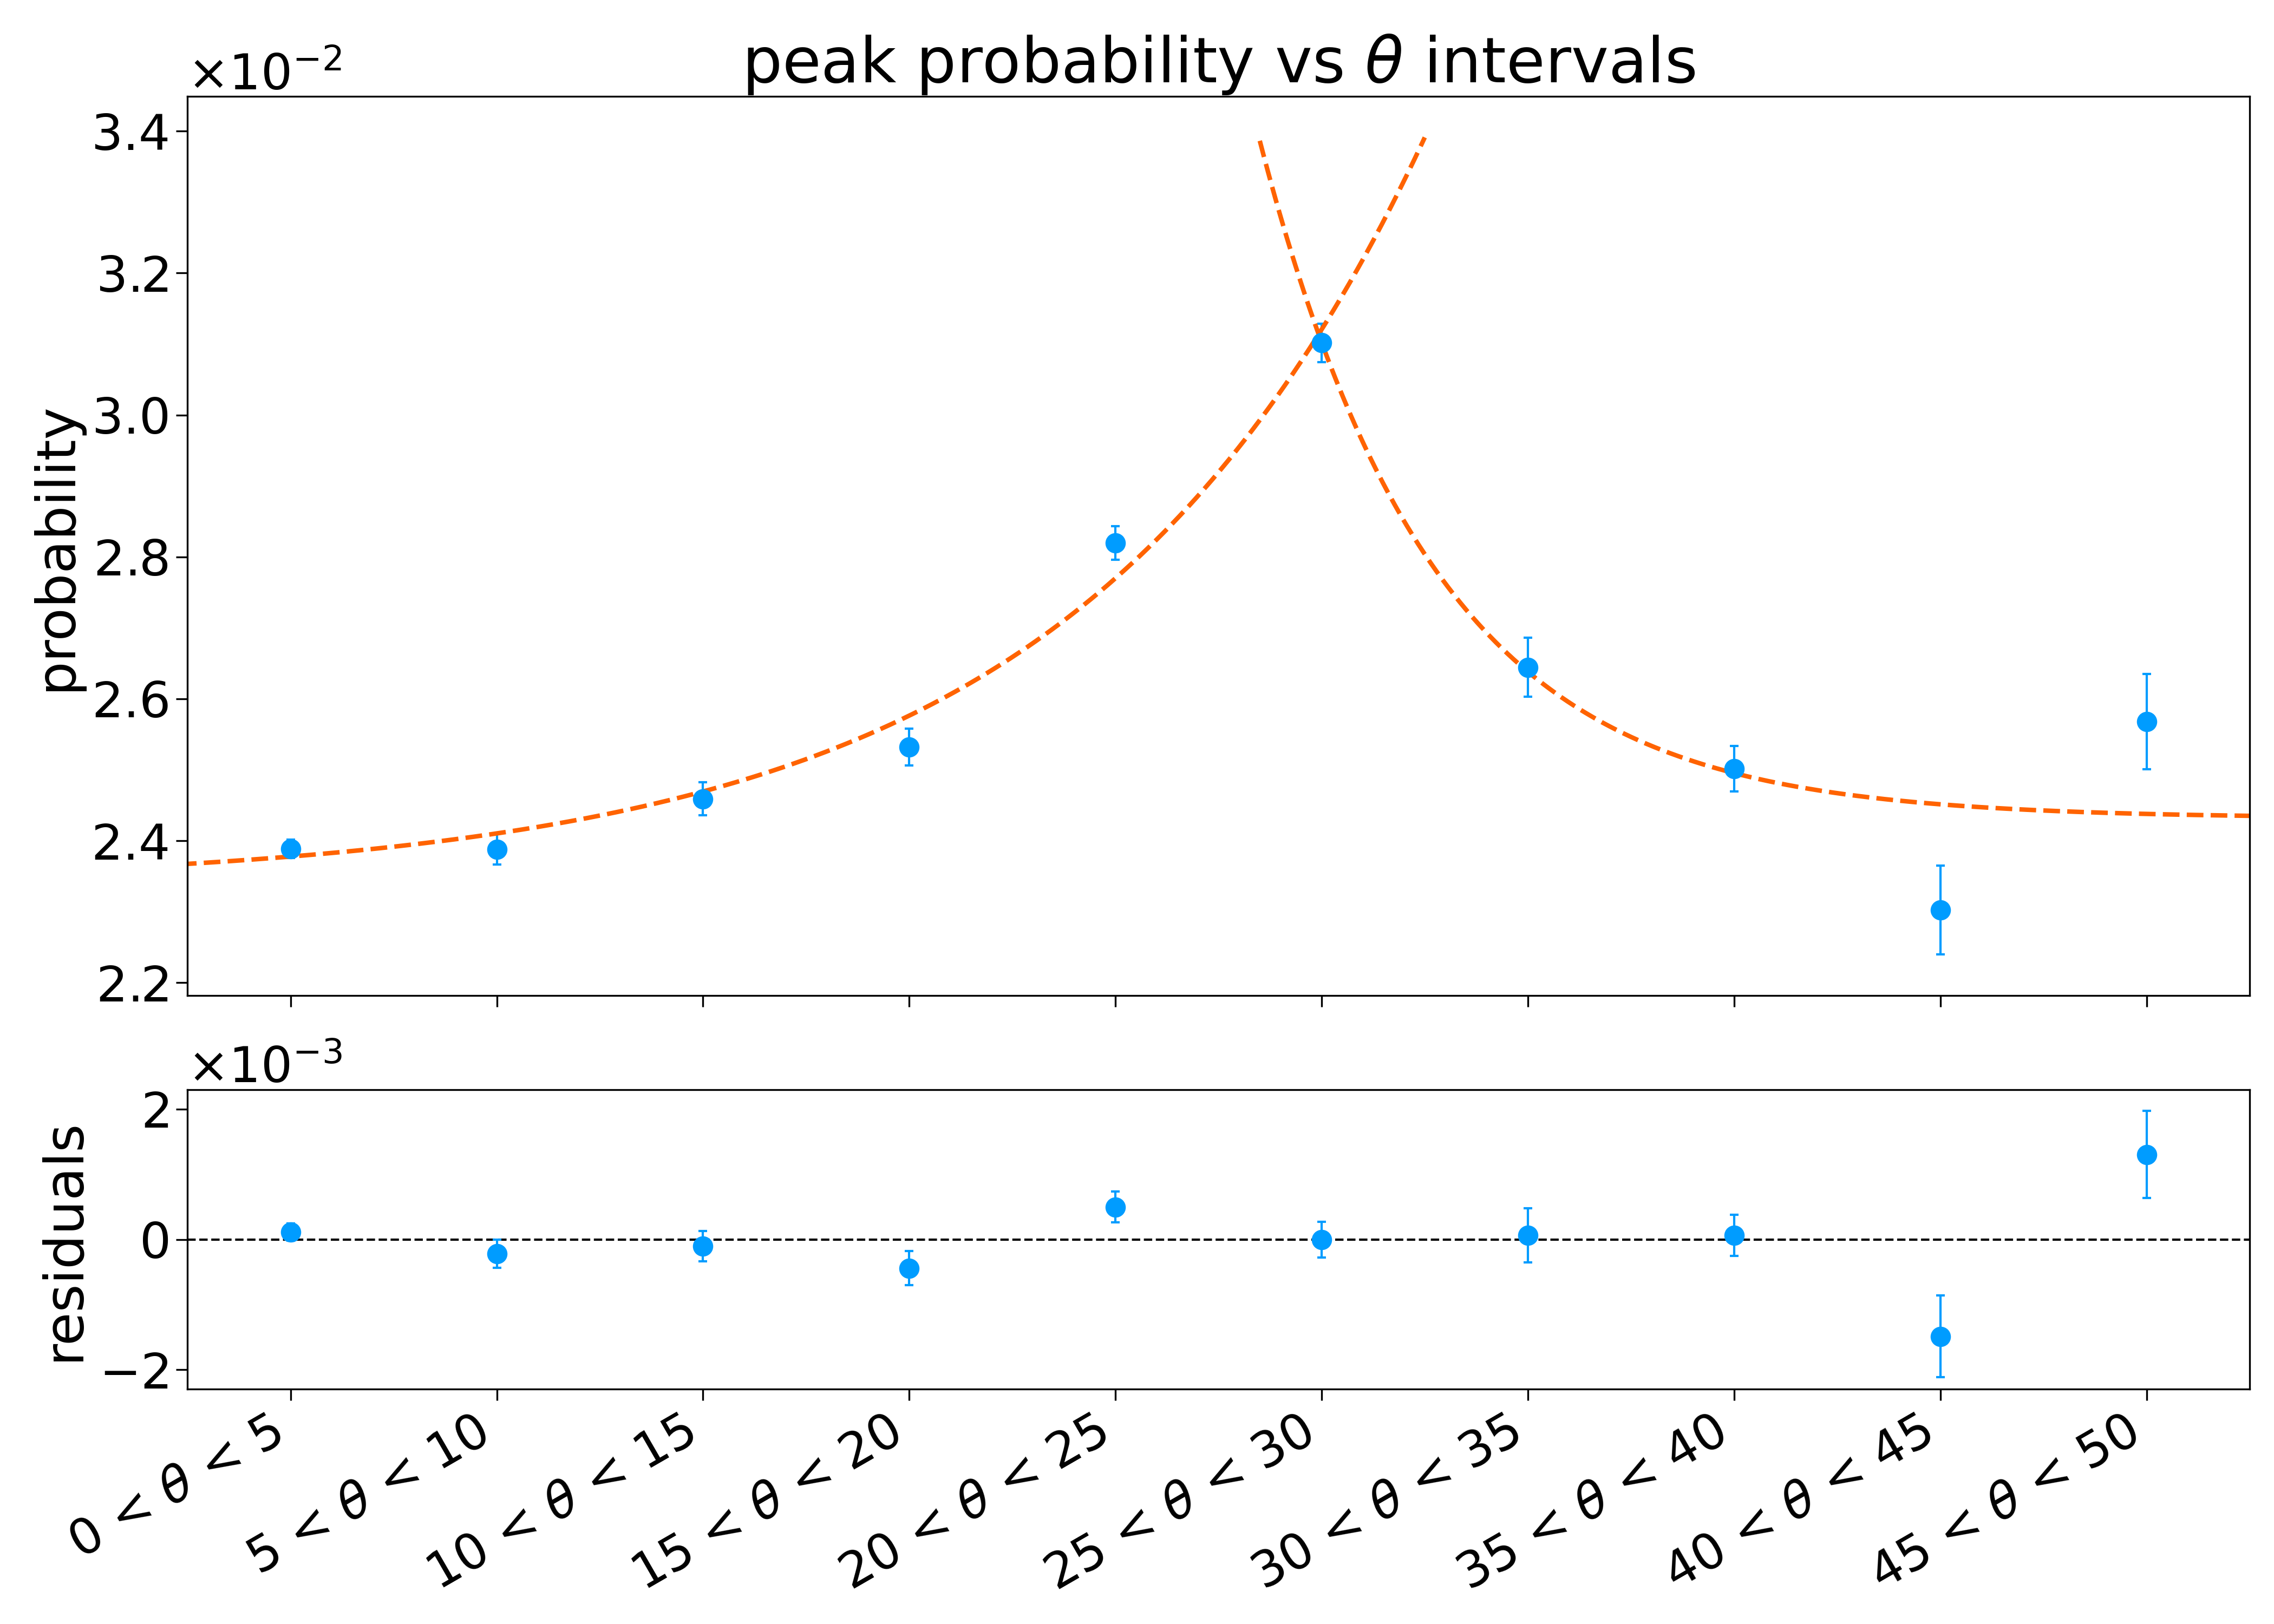 peak probability vs θ intervals
×10⁻²
3.4
3.2
3.0
2.8
2.6
2.4
2.2
probability
×10⁻³
2
0
−2
residuals
0 < θ < 5
5 < θ < 10
10 < θ < 15
15 < θ < 20
20 < θ < 25
25 < θ < 30
30 < θ < 35
35 < θ < 40
40 < θ < 45
45 < θ < 50